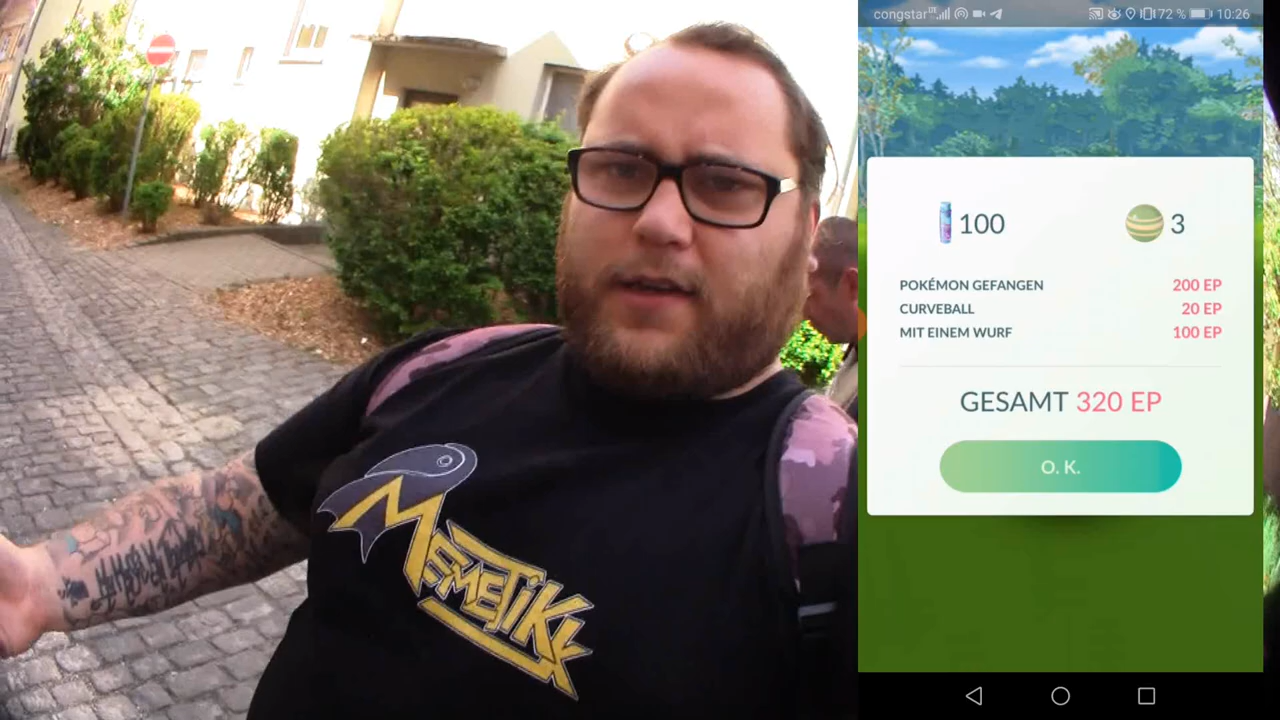 MEMETIKK
congstar 72 % 10:26
100 3
POKÉMON GEFANGEN 200 EP
CURVEBALL 20 EP
MIT EINEM WURF 100 EP
GESAMT 320 EP
O. K.